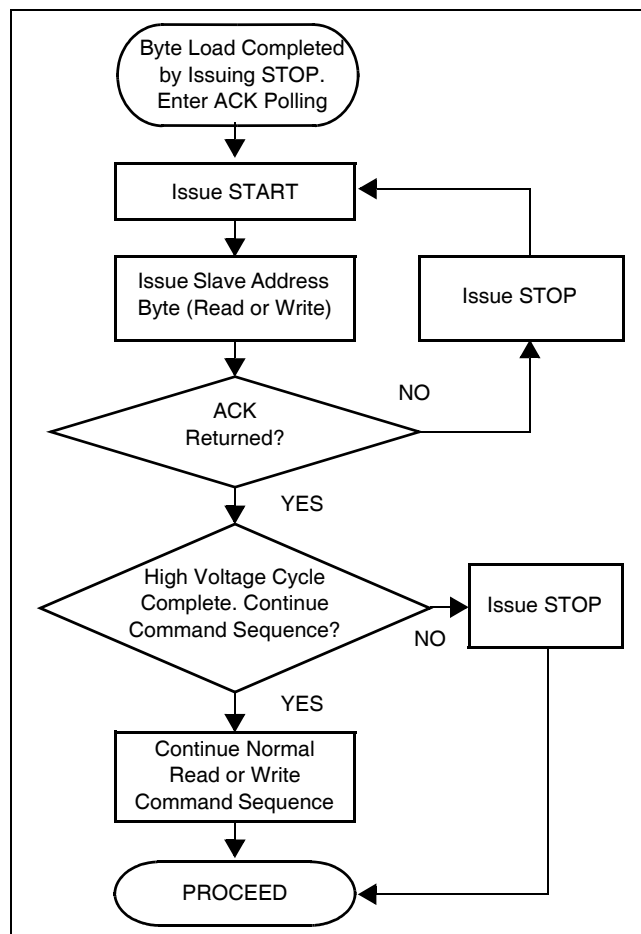 Byte Load Completed
by Issuing STOP.
Enter ACK Polling
Issue START
Issue Slave Address
Byte (Read or Write)
Issue STOP
ACK
Returned?
NO
YES
High Voltage Cycle
Complete. Continue
Command Sequence?
Issue STOP
NO
YES
Continue Normal
Read or Write
Command Sequence
PROCEED